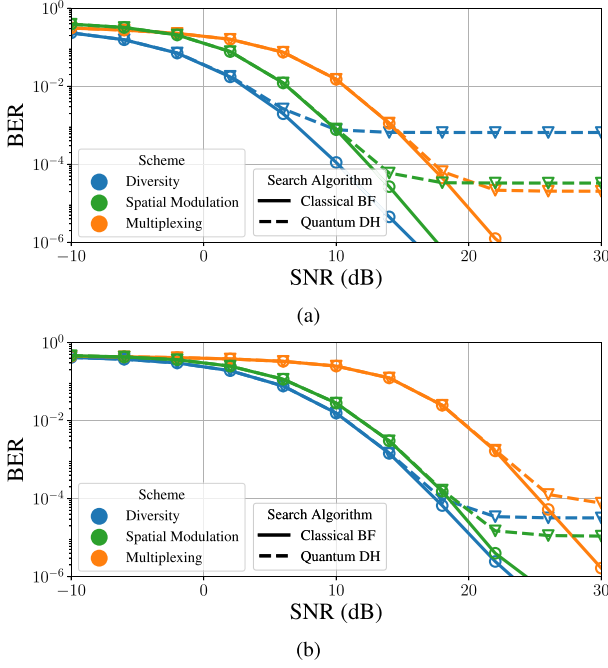 10^0
10^{-2}
10^{-4}
10^{-6}
BER
Scheme
Diversity
Spatial Modulation
Multiplexing
Search Algorithm
Classical BF
Quantum DH
−10 0 10 20 30
SNR (dB)
(a)
10^0
10^{-2}
10^{-4}
10^{-6}
BER
Scheme
Diversity
Spatial Modulation
Multiplexing
Search Algorithm
Classical BF
Quantum DH
−10 0 10 20 30
SNR (dB)
(b)